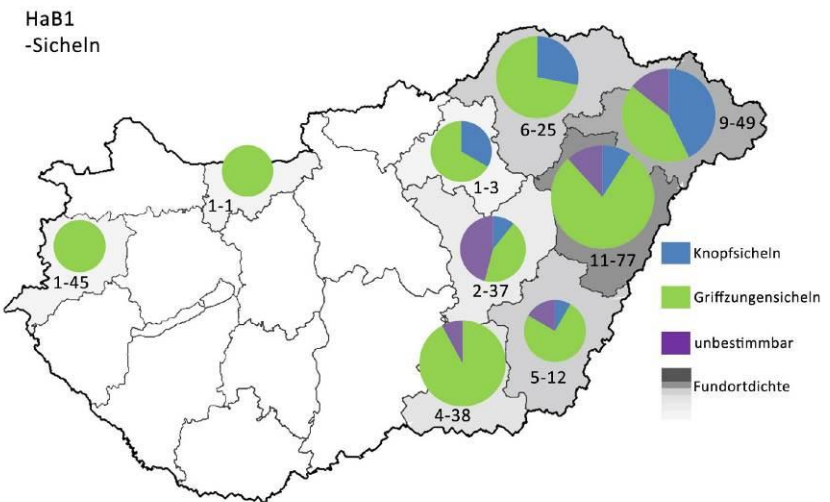 HaB1
-Sicheln
6-25
9-49
1-3
1-1
11-77
1-45
2-37
5-12
4-38
Knopfsicheln
Griffzungensicheln
unbestimmbar
Fundortdichte